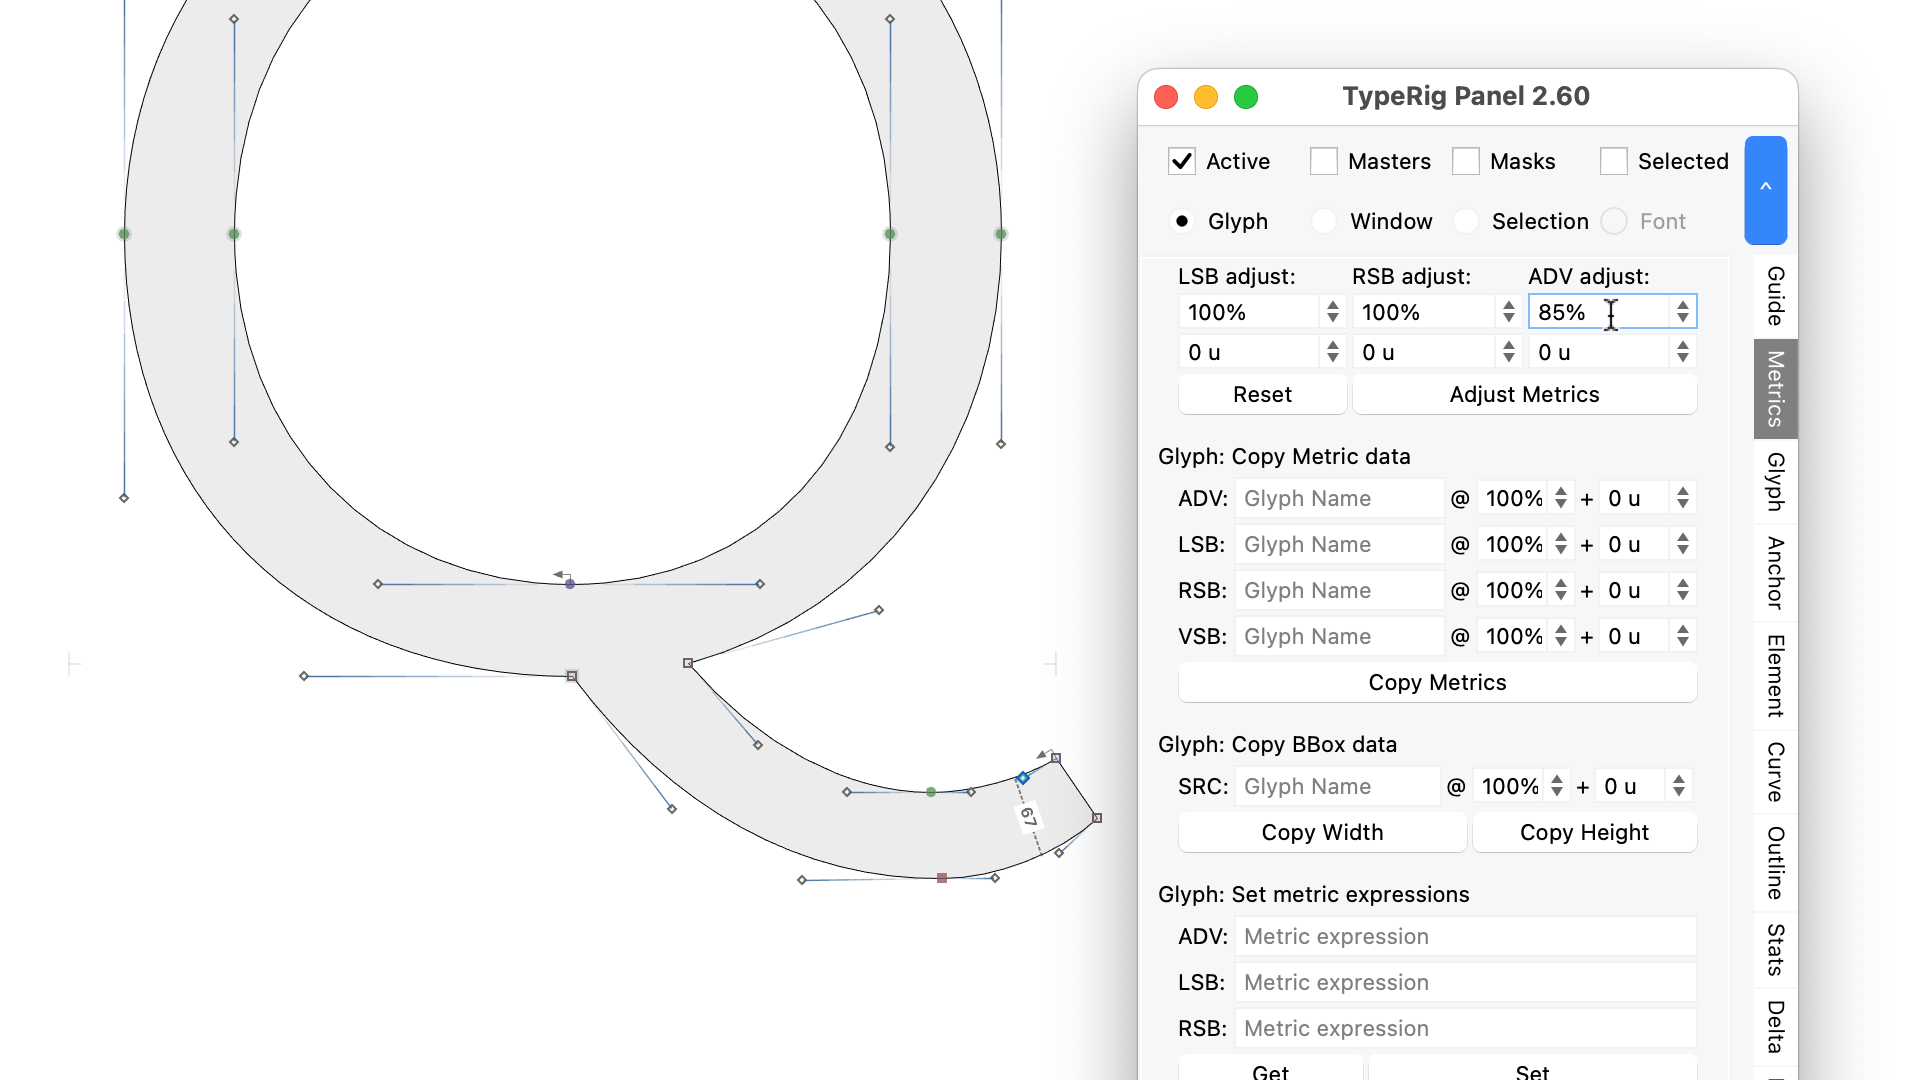 TypeRig Panel 2.60
Active Masters Masks Selected
^
Glyph Window Selection Font
LSB adjust: RSB adjust: ADV adjust:
100% 100% 85%
0 u 0 u 0 u
Reset Adjust Metrics
Glyph: Copy Metric data
ADV: Glyph Name @ 100% + 0 u
LSB: Glyph Name @ 100% + 0 u
RSB: Glyph Name @ 100% + 0 u
VSB: Glyph Name @ 100% + 0 u
Copy Metrics
Glyph: Copy BBox data
SRC: Glyph Name @ 100% + 0 u
Copy Width Copy Height
Glyph: Set metric expressions
ADV: Metric expression
LSB: Metric expression
RSB: Metric expression
Get Set
Guide
Metrics
Glyph
Anchor
Element
Curve
Outline
Stats
Delta
67